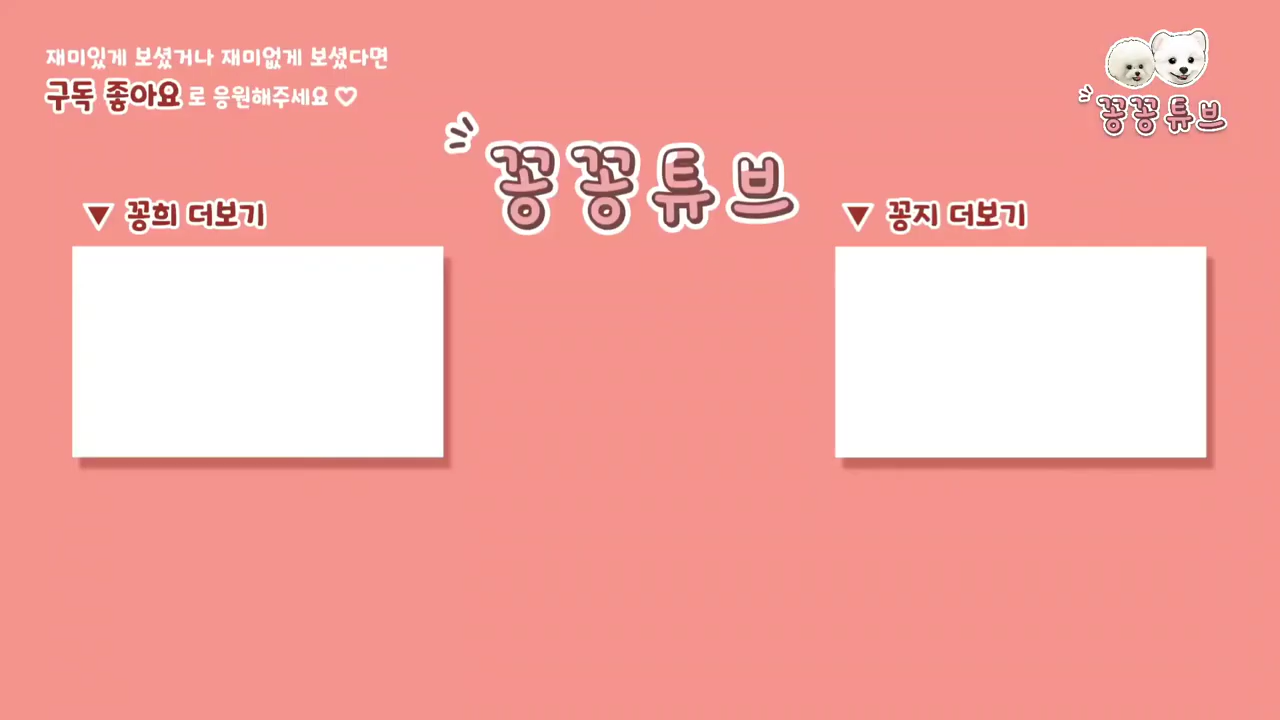 재미있게 보셨거나 재미없게 보셨다면
구독 좋아요 로 응원해주세요 ♡
꽁꽁튜브
꽁꽁튜브
▼ 꽁희 더보기
▼ 꽁지 더보기